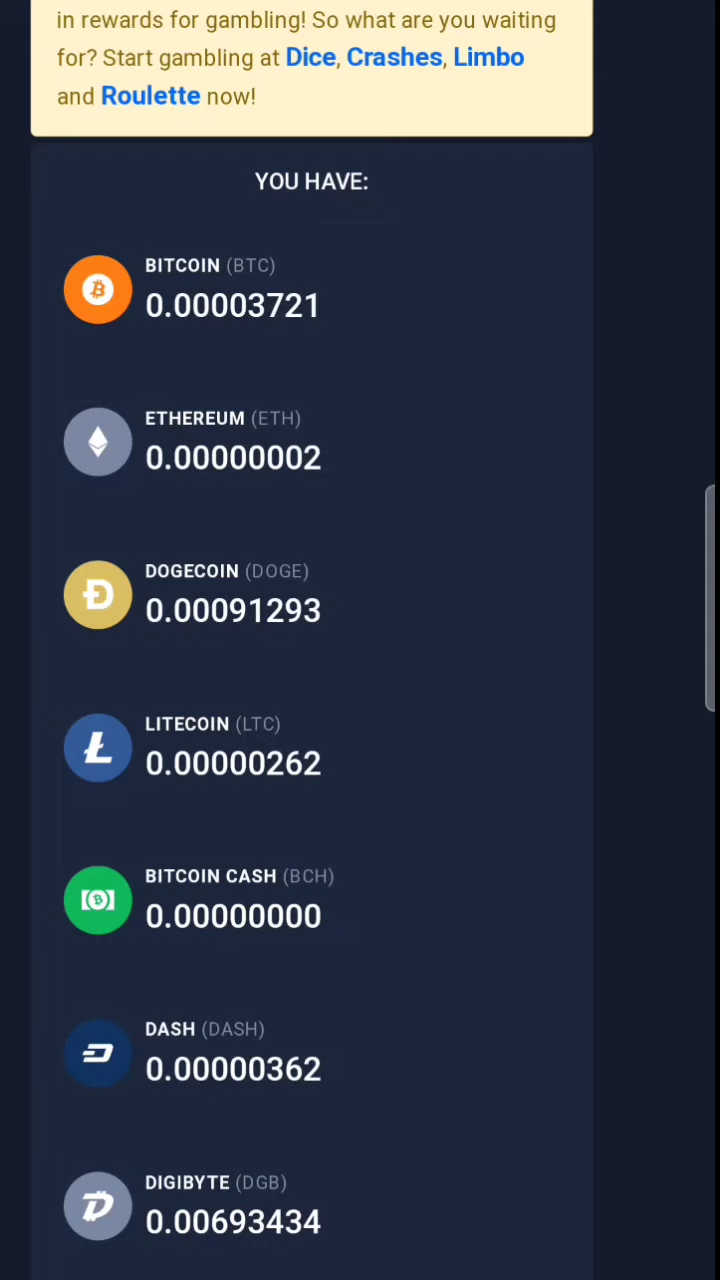 in rewards for gambling! So what are you waiting
for? Start gambling at Dice, Crashes, Limbo
and Roulette now!
YOU HAVE:
BITCOIN (BTC)
0.00003721
ETHEREUM (ETH)
0.00000002
DOGECOIN (DOGE)
0.00091293
LITECOIN (LTC)
0.00000262
BITCOIN CASH (BCH)
0.00000000
DASH (DASH)
0.00000362
DIGIBYTE (DGB)
0.00693434